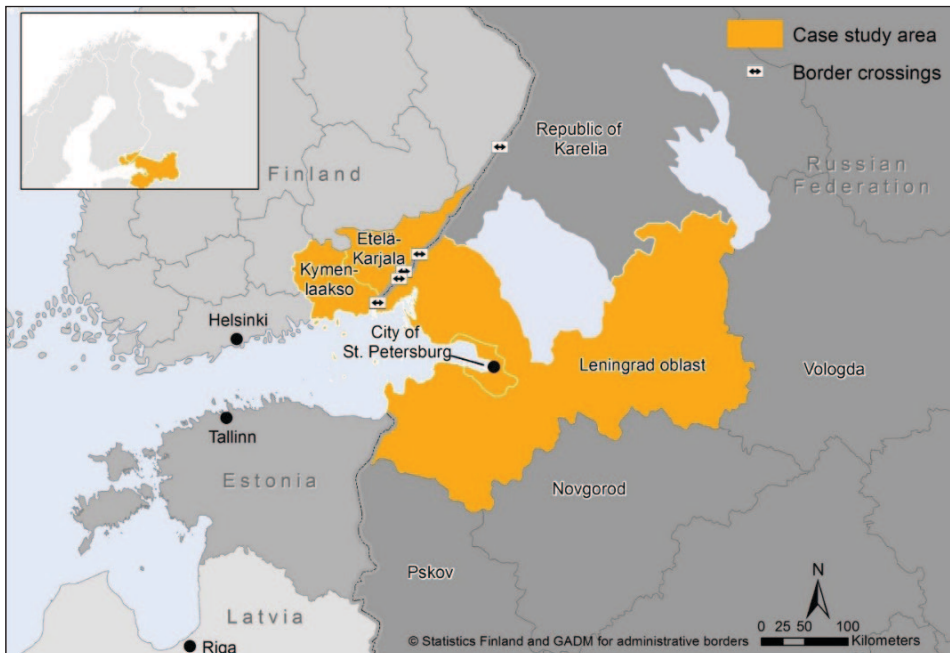 Case study area
Border crossings
Republic of
Karelia
Russian
Federation
Finland
Etelä-
Karjala
Kymen-
laakso
Helsinki
City of
St. Petersburg
Leningrad oblast
Vologda
Tallinn
Estonia
Novgorod
Pskov
N
Latvia
0 25 50 100
Kilometers
© Statistics Finland and GADM for administrative borders
Riga